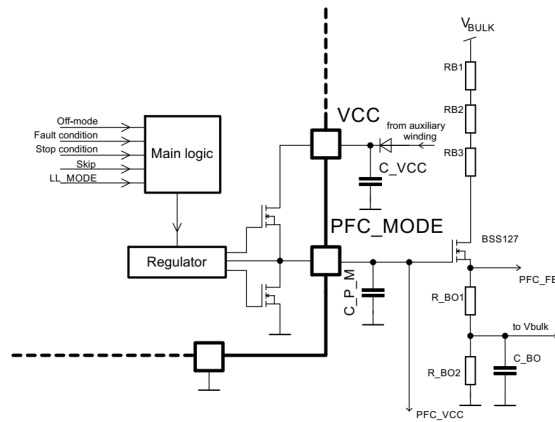 VBULK
RB1
RB2
RB3
VCC
from auxiliary
winding
C_VCC
Off-mode
Fault condition
Stop condition
Skip
LL_MODE
Main logic
Regulator
PFC_MODE
C_P_M
BSS127
PFC_FB
R_BO1
to Vbulk
R_BO2
C_BO
PFC_VCC